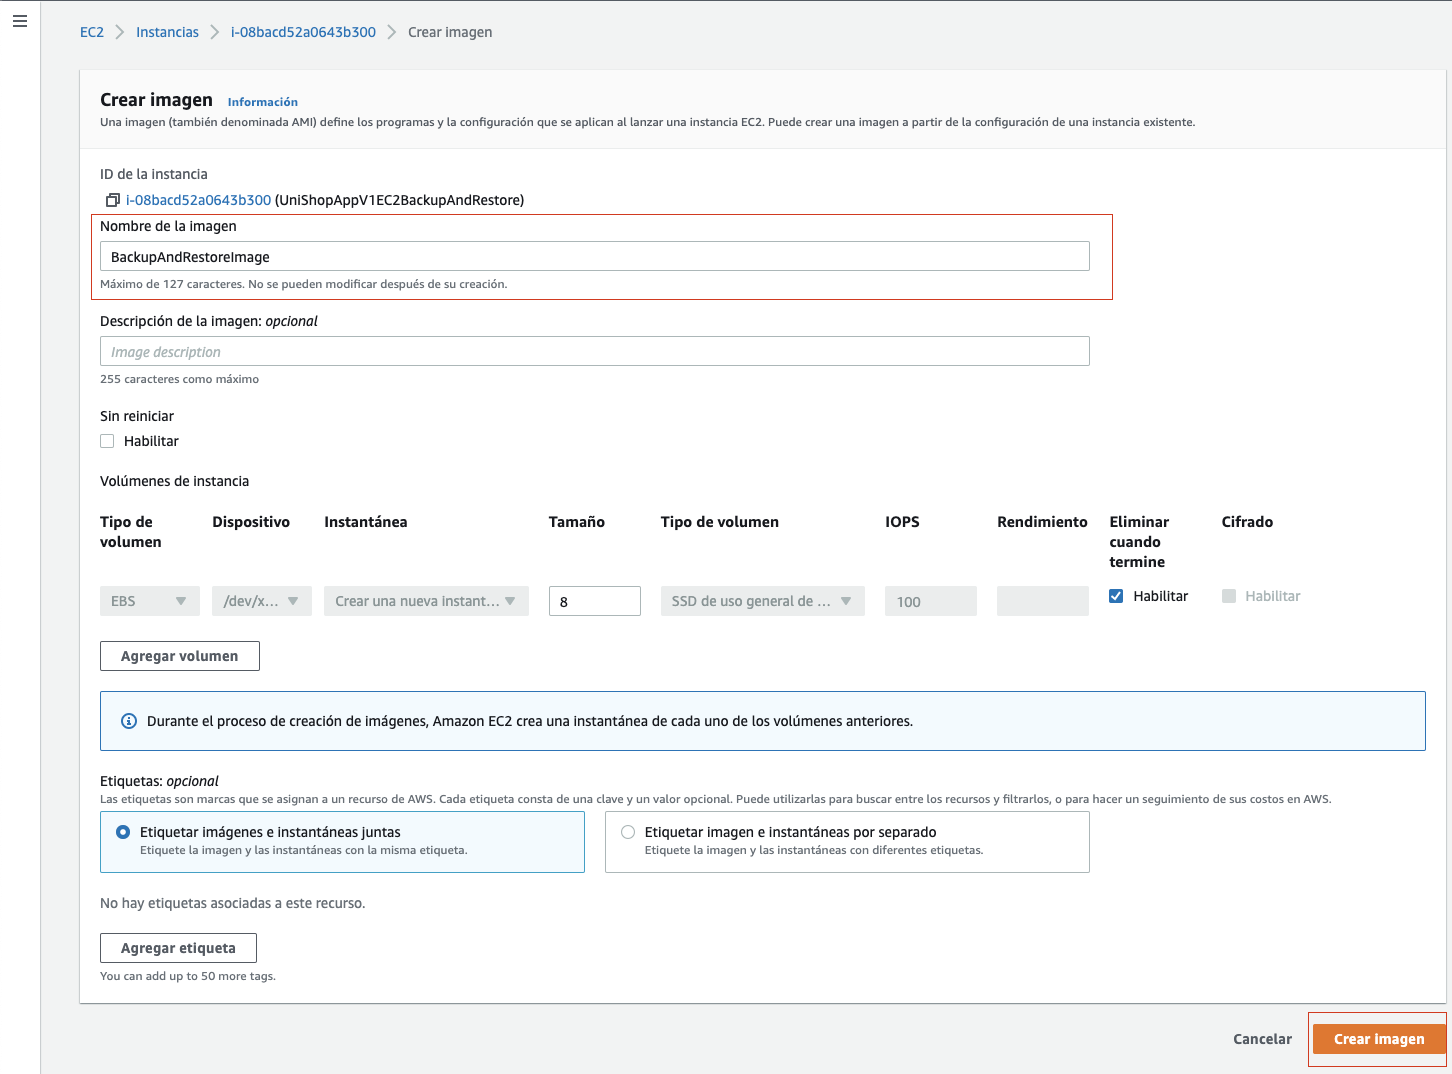 EC2 > Instancias > i-08bacd52a0643b300 > Crear imagen
Crear imagen Información
Una imagen (también denominada AMI) define los programas y la configuración que se aplican al lanzar una instancia EC2. Puede crear una imagen a partir de la configuración de una instancia existente.
ID de la instancia
i-08bacd52a0643b300 (UniShopAppV1EC2BackupAndRestore)
Nombre de la imagen
BackupAndRestoreImage
Máximo de 127 caracteres. No se pueden modificar después de su creación.
Descripción de la imagen: opcional
Image description
255 caracteres como máximo
Sin reiniciar
Habilitar
Volúmenes de instancia
Tipo de volumen Dispositivo Instantánea Tamaño Tipo de volumen IOPS Rendimiento Eliminar cuando termine Cifrado
EBS /dev/x... Crear una nueva instant... 8 SSD de uso general de ... 100 Habilitar Habilitar
Agregar volumen
Durante el proceso de creación de imágenes, Amazon EC2 crea una instantánea de cada uno de los volúmenes anteriores.
Etiquetas: opcional
Las etiquetas son marcas que se asignan a un recurso de AWS. Cada etiqueta consta de una clave y un valor opcional. Puede utilizarlas para buscar entre los recursos y filtrarlos, o para hacer un seguimiento de sus costos en AWS.
Etiquetar imágenes e instantáneas juntas
Etiquete la imagen y las instantáneas con la misma etiqueta.
Etiquetar imagen e instantáneas por separado
Etiquete la imagen y las instantáneas con diferentes etiquetas.
No hay etiquetas asociadas a este recurso.
Agregar etiqueta
You can add up to 50 more tags.
Cancelar Crear imagen